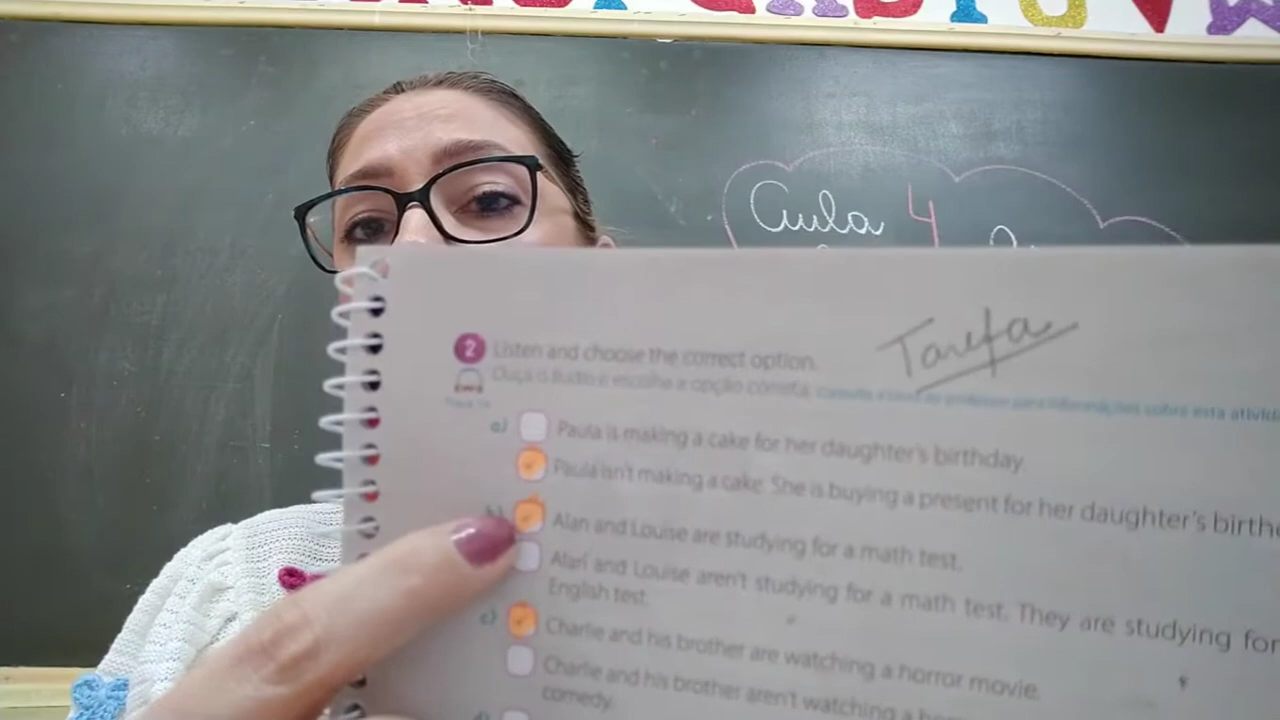 Aula 4
Tarefa
2 Listen and choose the correct option.
Ouça o áudio e escolha a opção correta.
a) Paula is making a cake for her daughter's birthday.
Paula isn't making a cake. She is buying a present for her daughter's
b) Alan and Louise are studying for a math test.
Alan and Louise aren't studying for a math test. They are studying for
English test.
c) Charlie and his brother are watching a horror movie.
Charlie and his brother aren't watching a
comedy.